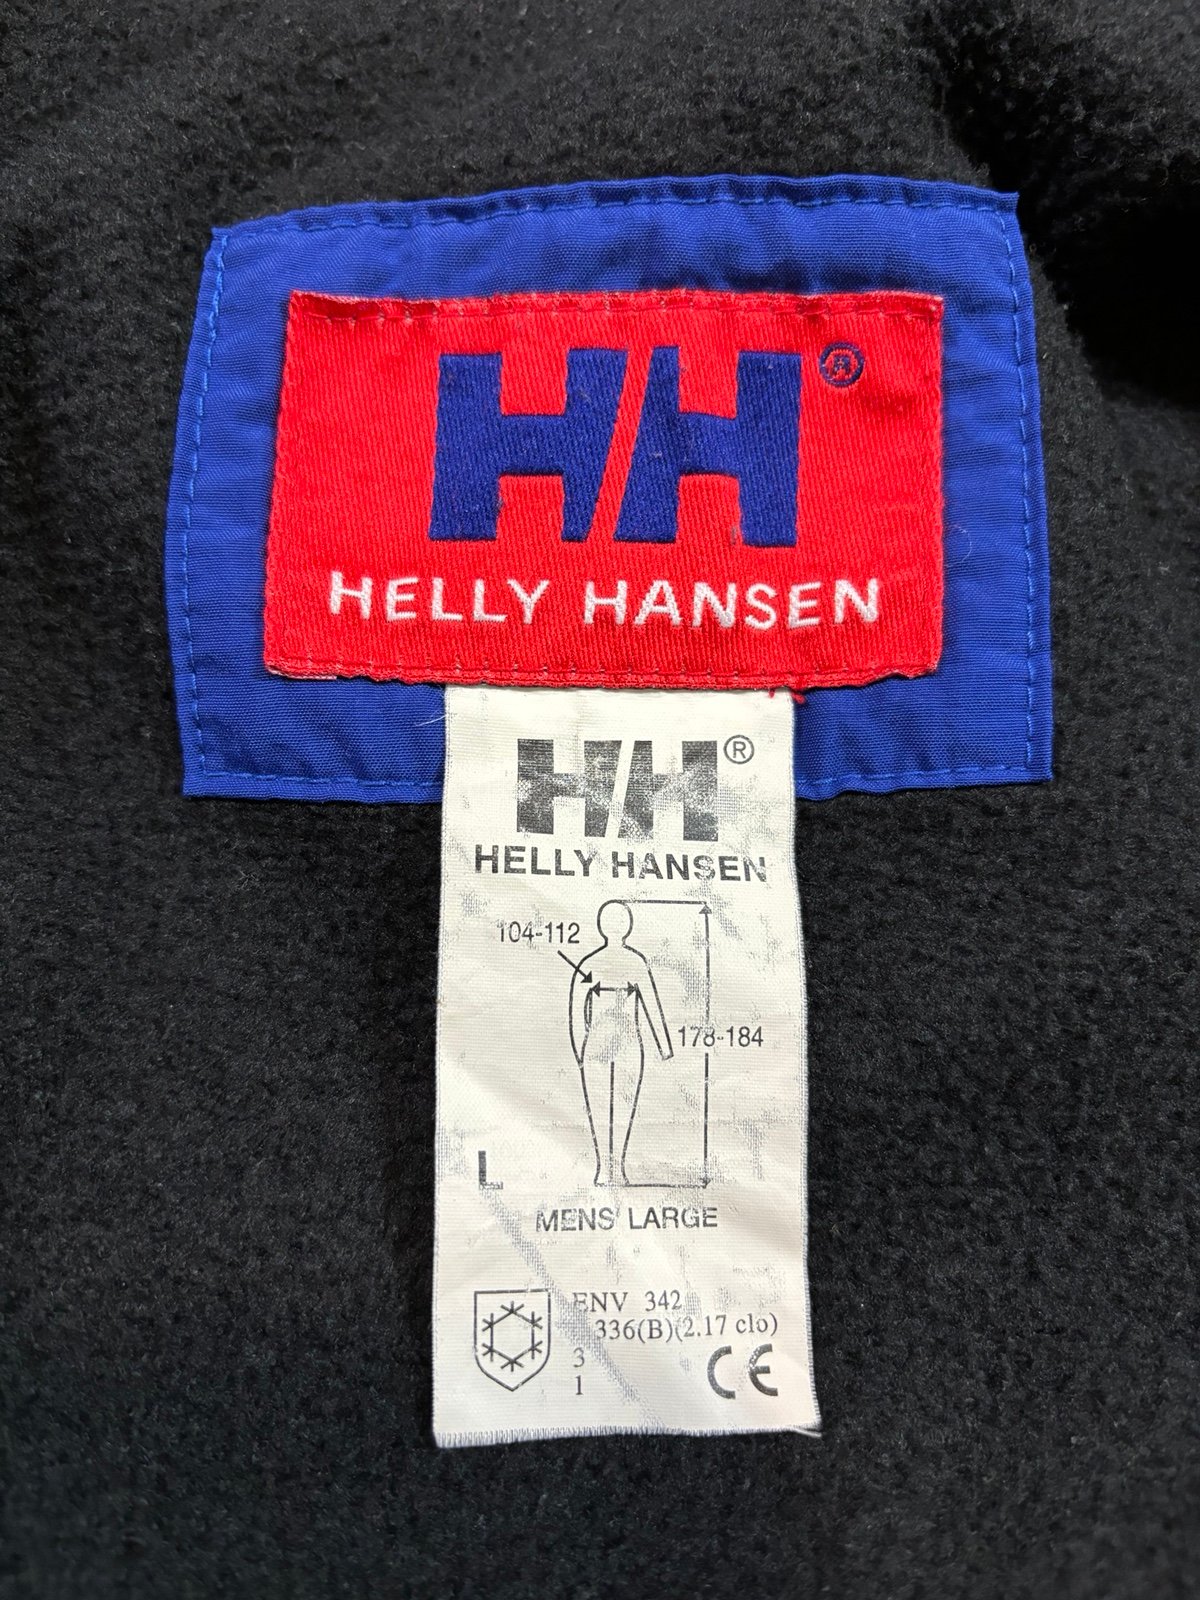 HH®
HELLY HANSEN
HH®
HELLY HANSEN
104-112
178-184
L
MENS LARGE
ENV 342
336(B)(2.17 clo)
3
1
CE